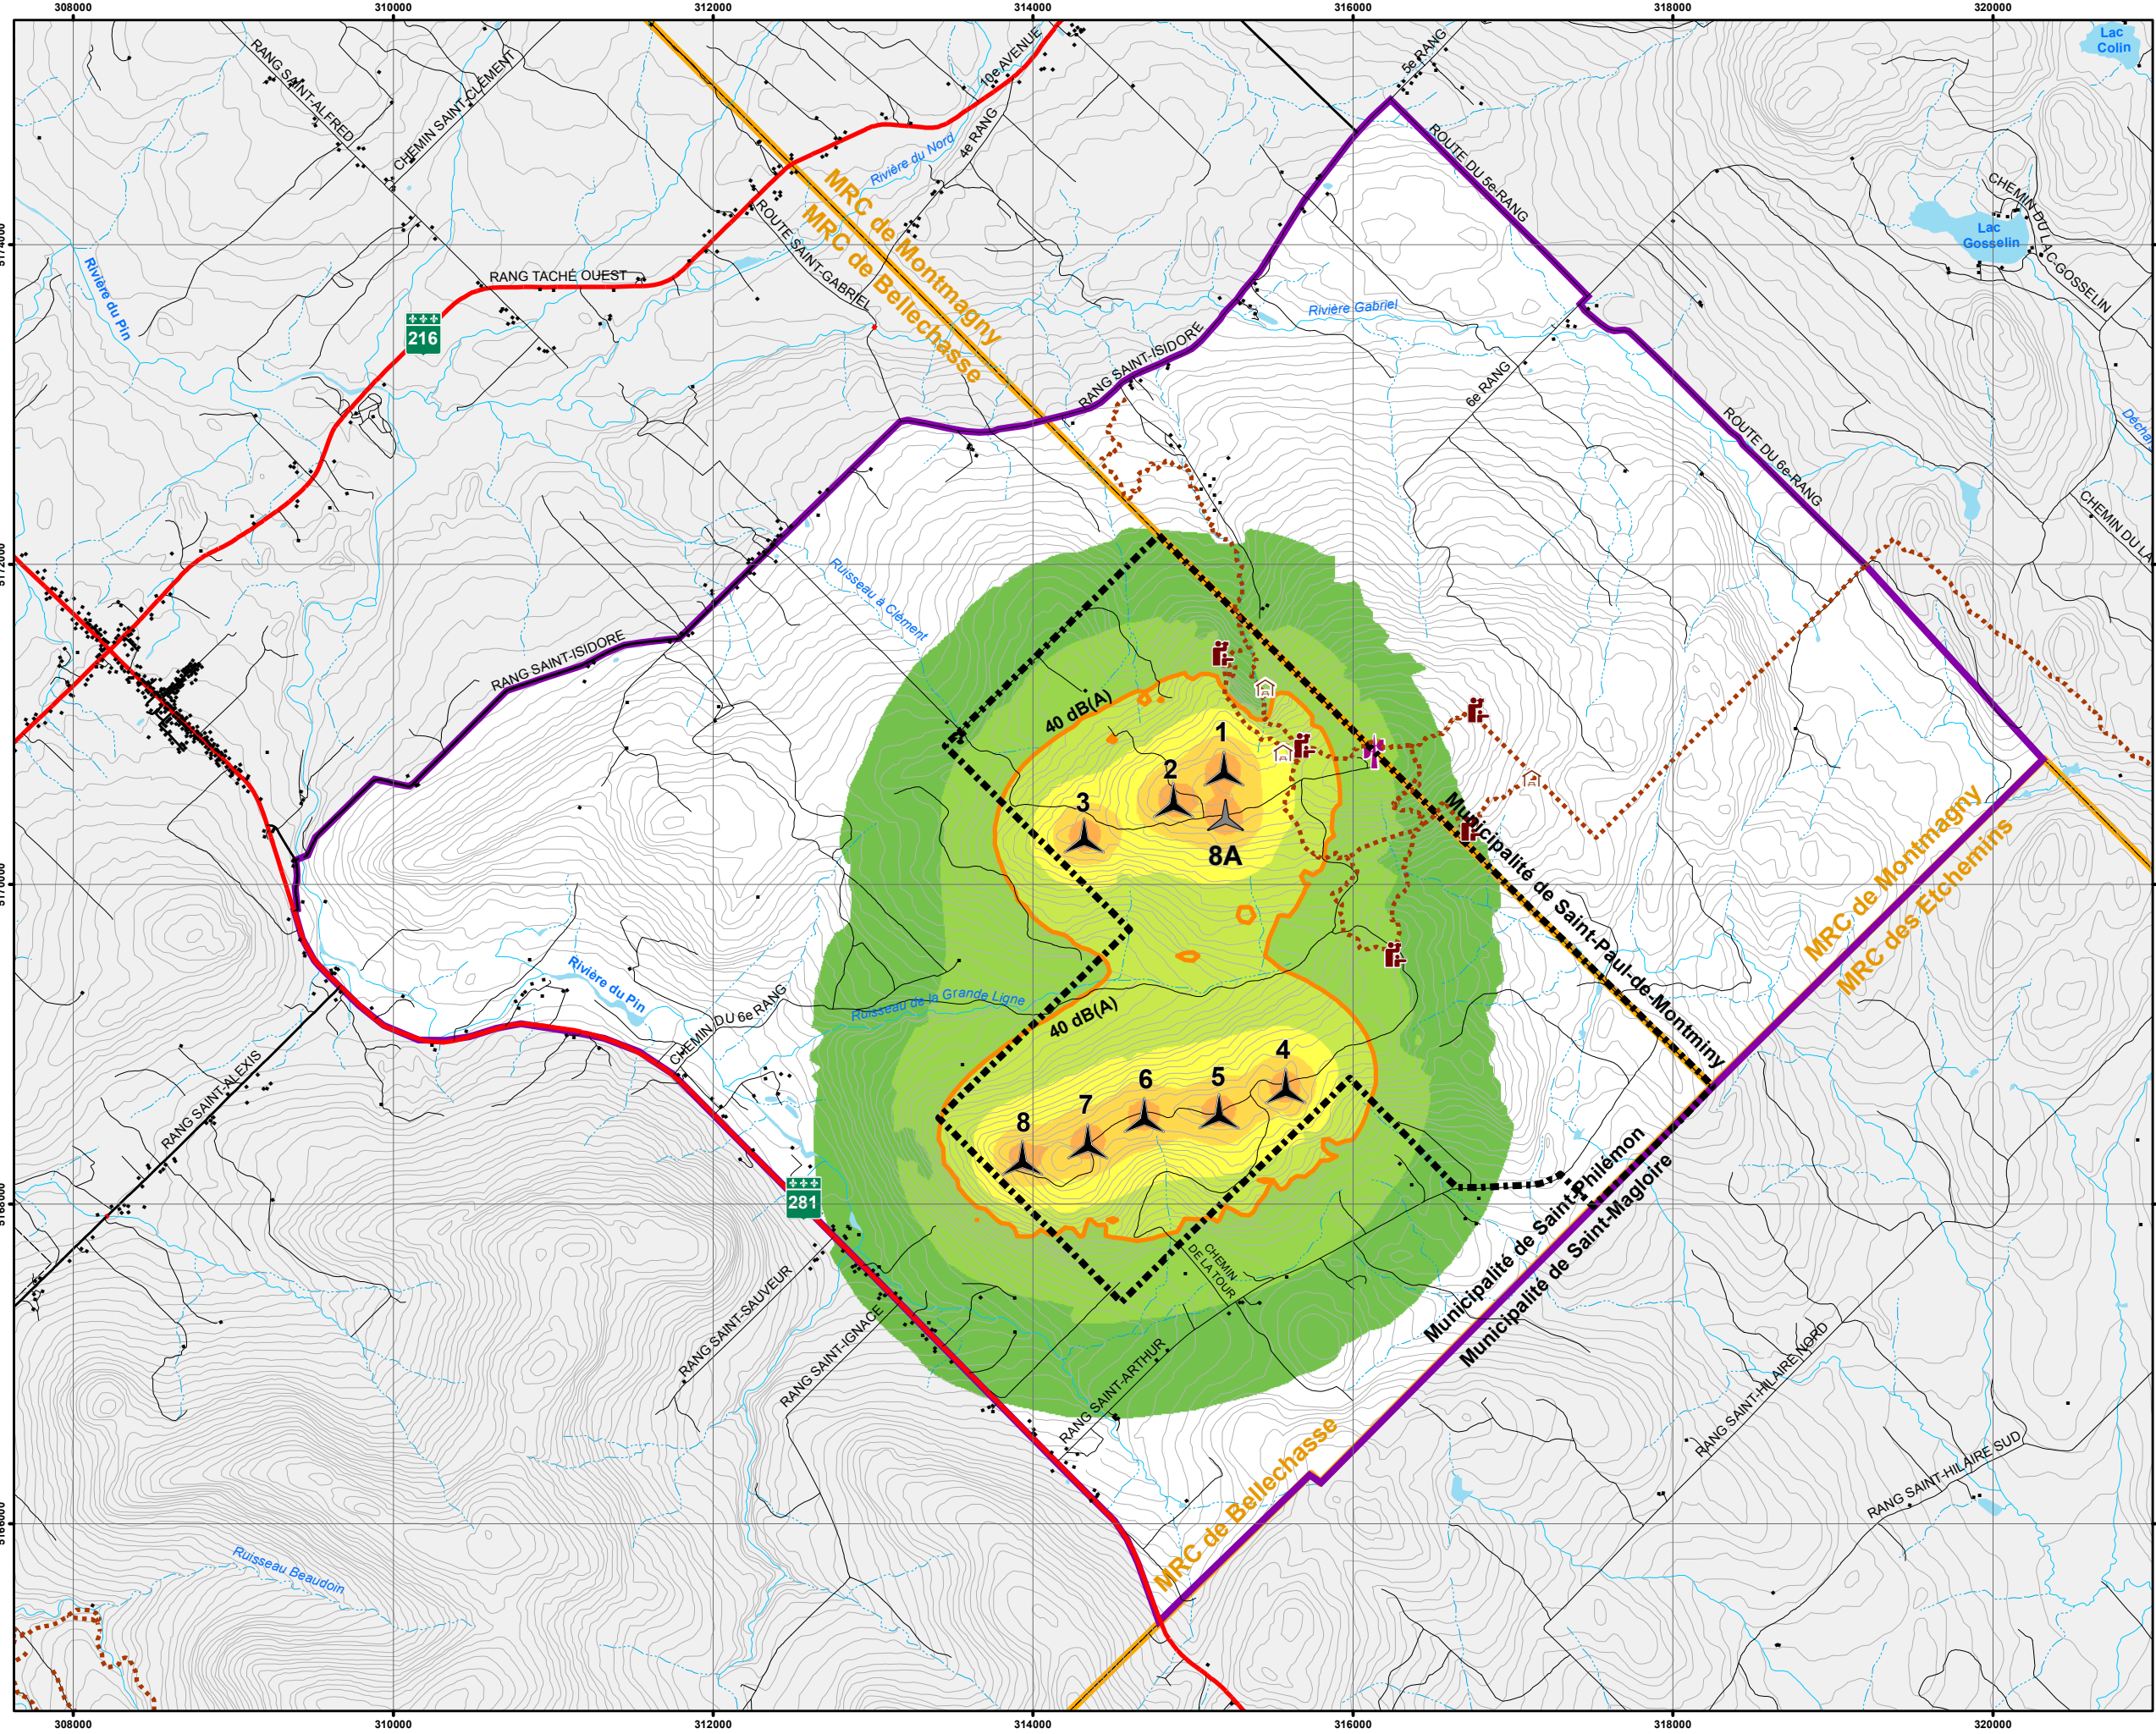 308000 310000 312000 314000 316000 318000 320000
Lac
Colin
RANG SAINT-ALFRED
CHEMIN SAINT-CLÉMENT
10e AVENUE
5e RANG
4e RANG
Rivière du Nord
ROUTE DU 5e-RANG
CHEMIN DU LAC-GOSSELIN
Lac
Gosselin
MRC de Montmagny
MRC de Bellechasse
ROUTE SAINT-GABRIEL
RANG TACHÉ OUEST
Rivière du Pin
216
Rivière Gabriel
RANG SAINT-ISIDORE
6e RANG
ROUTE DU 6e-RANG
CHEMIN DU LA
Ruisseau à Clément
RANG SAINT-ISIDORE
40 dB(A)
1
2
3
8A
Municipalité de Saint-Paul-de-Montminy
MRC de Montmagny
MRC des Etchemins
Rivière du Pin
Ruisseau de la Grande Ligne
CHEMIN DU 6e RANG
40 dB(A)
4
5
6
7
8
RANG SAINT-ALEXIS
281
Municipalité de Saint-Philémon
Municipalité de Saint-Magloire
CHEMIN
DE LA TOUR
RANG SAINT-SAUVEUR
RANG SAINT-IGNACE
RANG SAINT-ARTHUR
RANG SAINT-HILAIRE NORD
RANG SAINT-HILAIRE SUD
MRC de Bellechasse
Ruisseau Beaudoin
308000 310000 312000 314000 316000 318000 320000